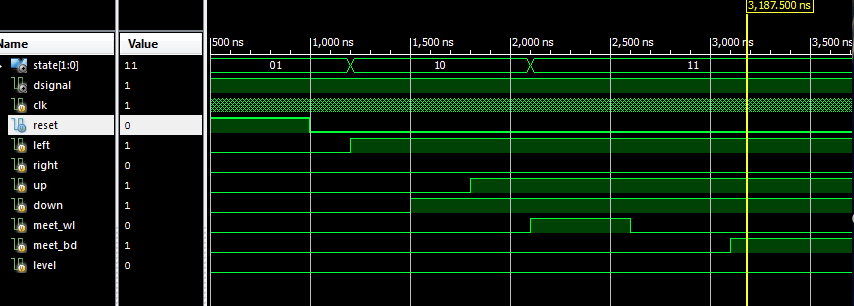 3,187.500 ns
Name Value 500 ns 1,000 ns 1,500 ns 2,000 ns 2,500 ns 3,000 ns 3,500 ns
state[1:0] 11 01 10 11
dsignal 1
clk 1
reset 0
left 1
right 0
up 1
down 1
meet_wl 0
meet_bd 1
level 0